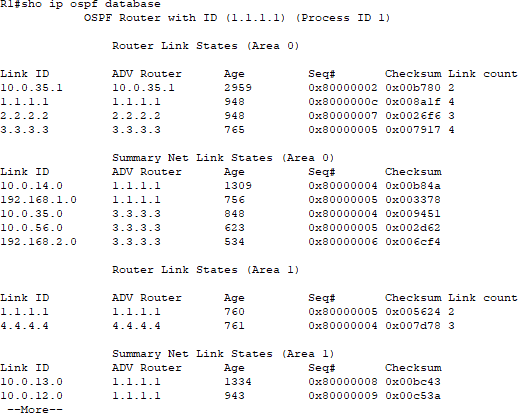 R1#sho ip ospf database
OSPF Router with ID (1.1.1.1) (Process ID 1)
Router Link States (Area 0)
Link ID ADV Router Age Seq# Checksum Link count
10.0.35.1 10.0.35.1 2959 0x80000002 0x00b780 2
1.1.1.1 1.1.1.1 948 0x8000000c 0x008a1f 4
2.2.2.2 2.2.2.2 948 0x80000007 0x0026f6 3
3.3.3.3 3.3.3.3 765 0x80000005 0x007917 4
Summary Net Link States (Area 0)
Link ID ADV Router Age Seq# Checksum
10.0.14.0 1.1.1.1 1309 0x80000004 0x00b84a
192.168.1.0 1.1.1.1 756 0x80000005 0x003378
10.0.35.0 3.3.3.3 848 0x80000004 0x009451
10.0.56.0 3.3.3.3 623 0x80000005 0x002d62
192.168.2.0 3.3.3.3 534 0x80000006 0x006cf4
Router Link States (Area 1)
Link ID ADV Router Age Seq# Checksum Link count
1.1.1.1 1.1.1.1 760 0x80000005 0x005624 2
4.4.4.4 4.4.4.4 761 0x80000004 0x007d78 3
Summary Net Link States (Area 1)
Link ID ADV Router Age Seq# Checksum
10.0.13.0 1.1.1.1 1334 0x80000008 0x00bc43
10.0.12.0 1.1.1.1 943 0x80000009 0x00c53a
--More--